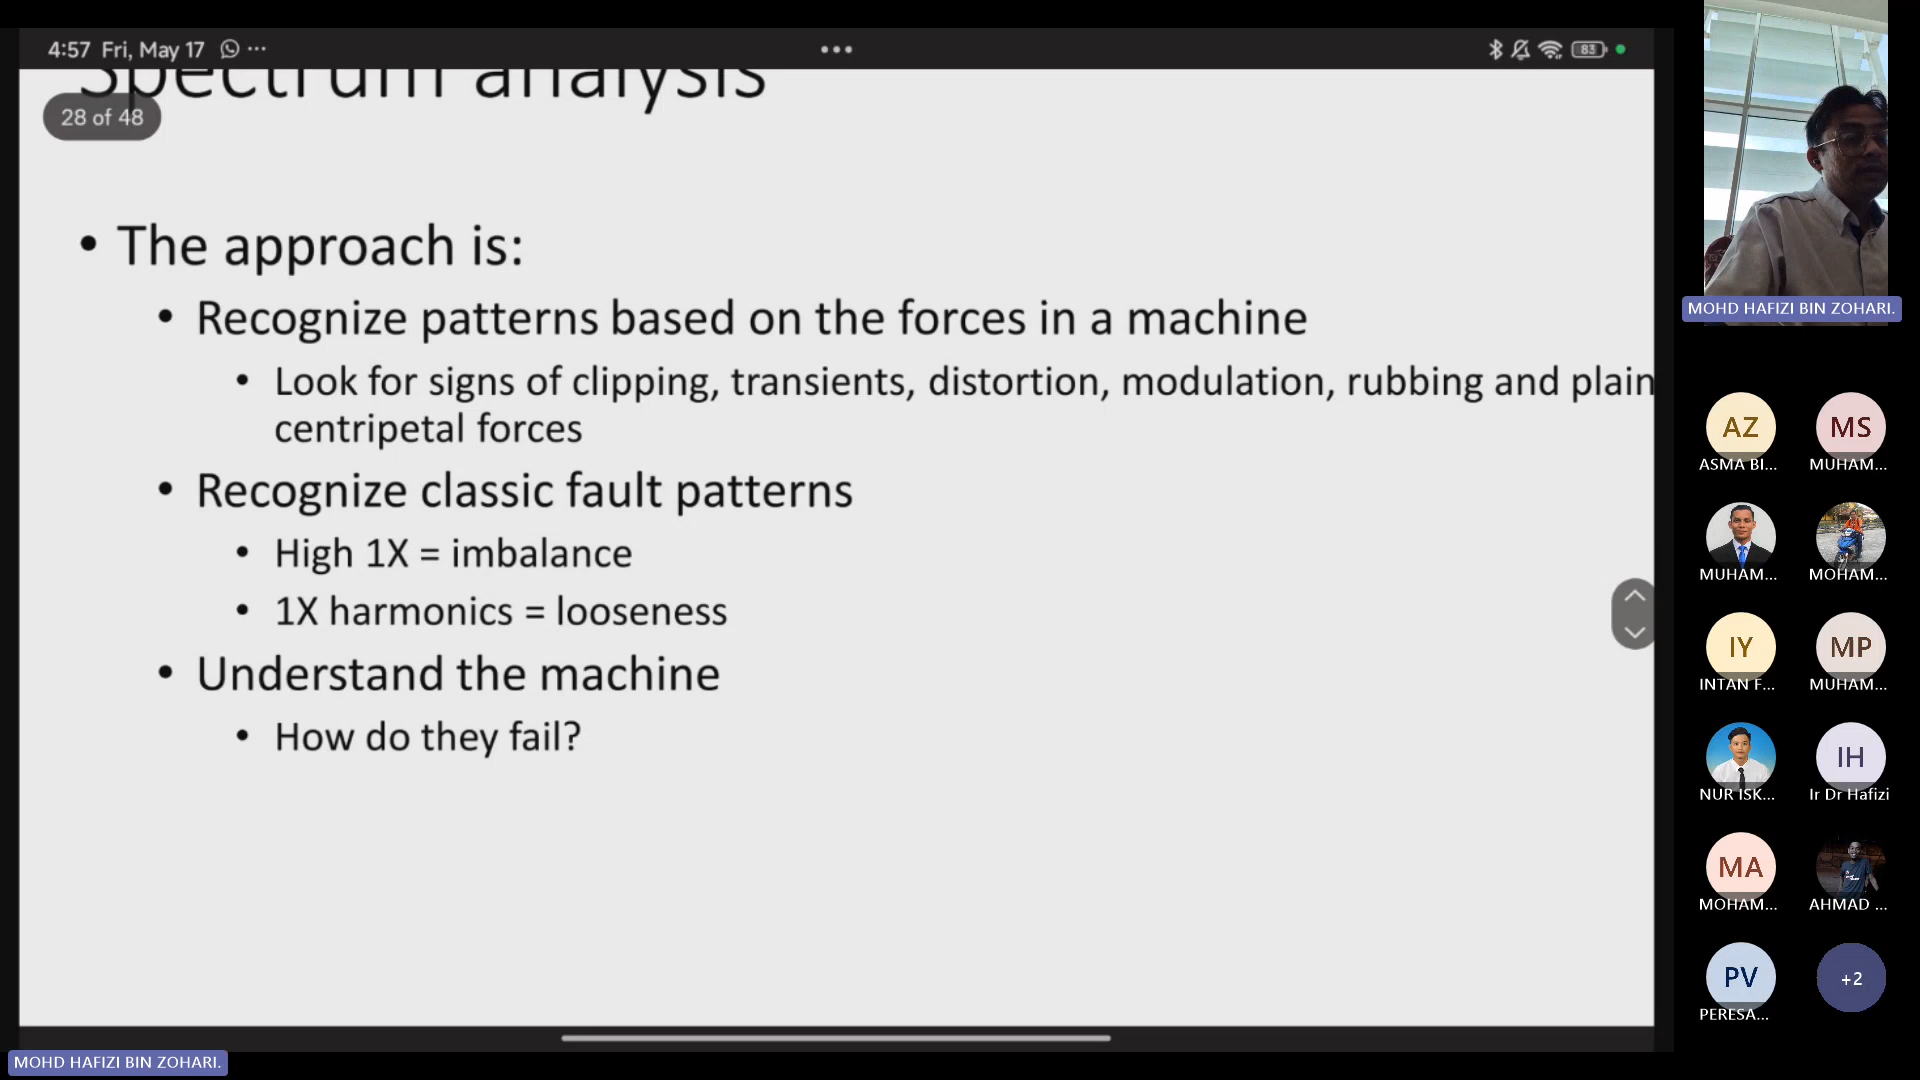 4:57 Fri, May 17
83
Spectrum analysis
28 of 48
• The approach is:
• Recognize patterns based on the forces in a machine
• Look for signs of clipping, transients, distortion, modulation, rubbing and plain
centripetal forces
• Recognize classic fault patterns
• High 1X = imbalance
• 1X harmonics = looseness
• Understand the machine
• How do they fail?
MOHD HAFIZI BIN ZOHARI.
MOHD HAFIZI BIN ZOHARI.
AZ
ASMA BI...
MS
MUHAM...
MUHAM...
MOHAM...
IY
INTAN F...
MP
MUHAM...
NUR ISK...
IH
Ir Dr Hafizi
MA
MOHAM...
AHMAD ...
PV
PERESA...
+2